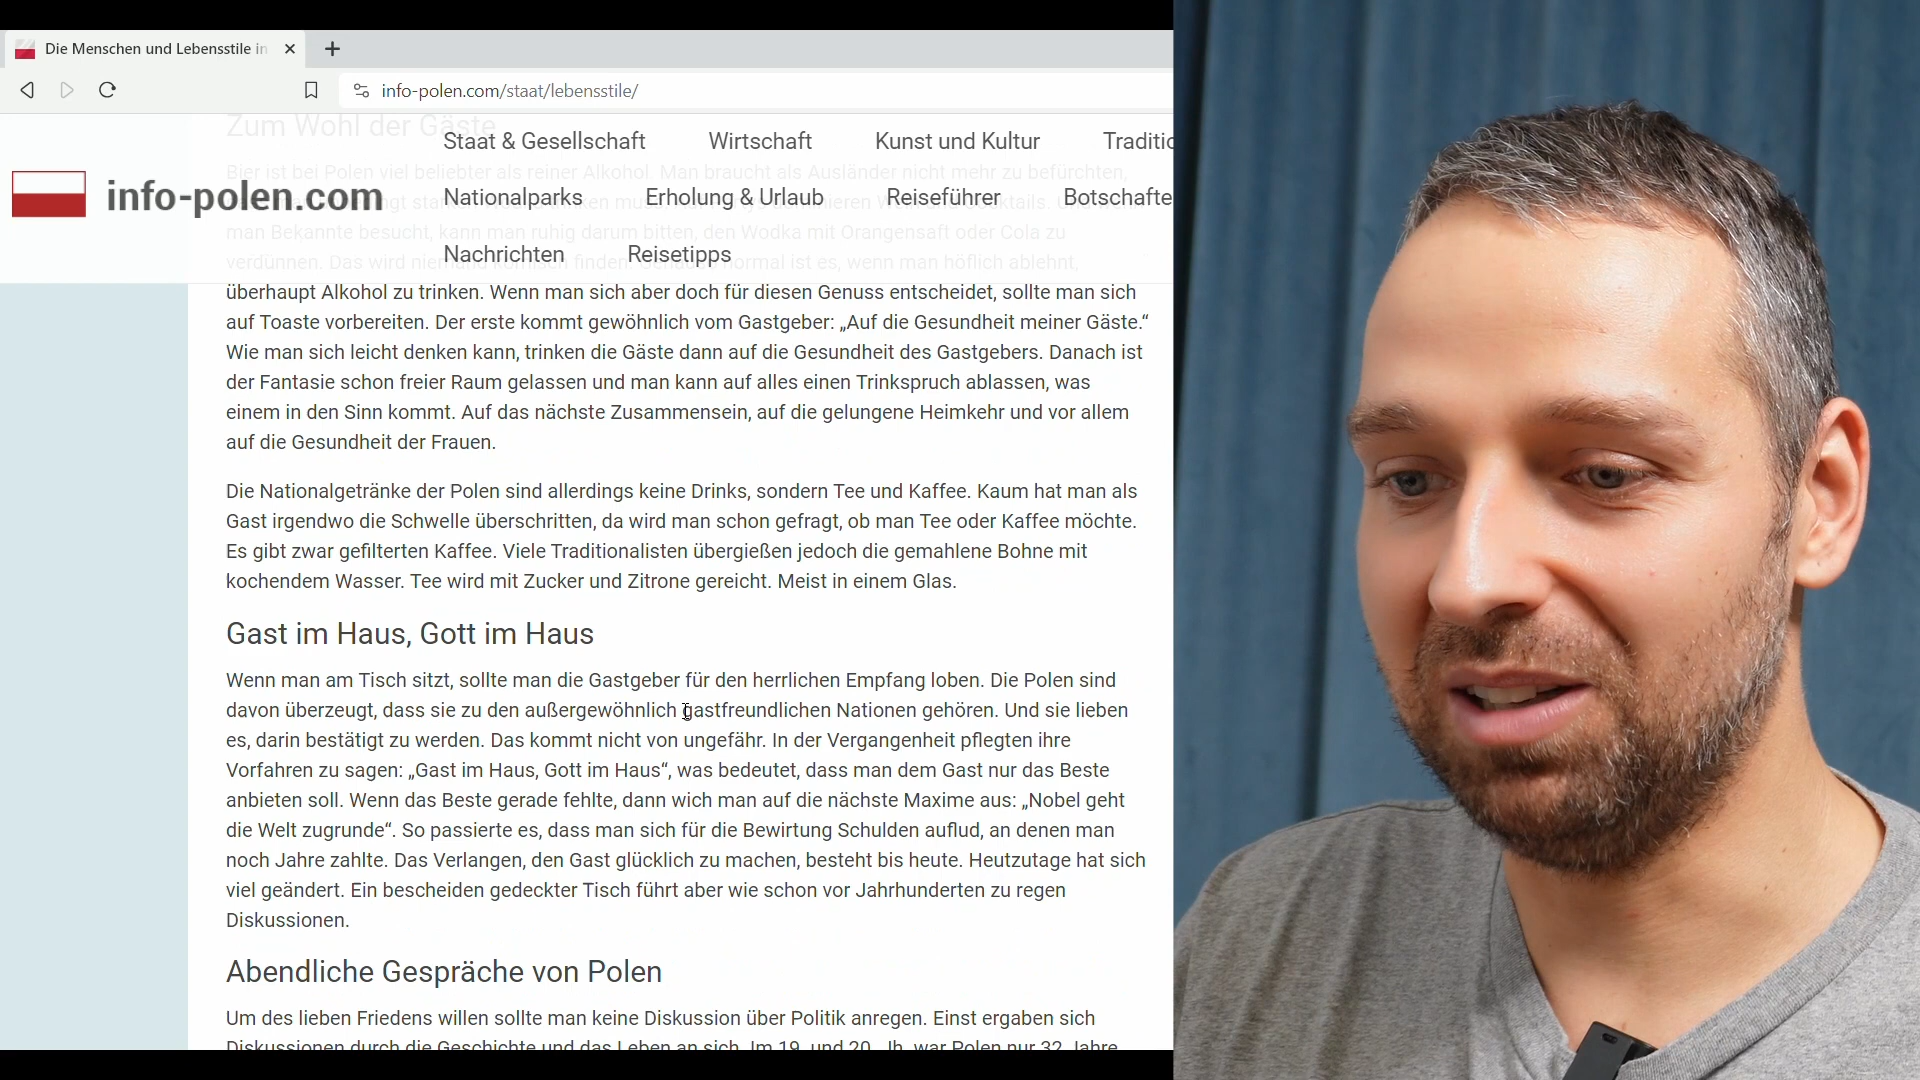 Die Menschen und Lebensstile in
info-polen.com/staat/lebensstile/
Zum Wohl der Gäste
Staat & Gesellschaft Wirtschaft Kunst und Kultur Traditio
Bier ist bei Polen viel beliebter als reiner Alkohol. Man braucht als Ausländer nicht mehr zu befürchten,
info-polen.com
Nationalparks Erholung & Urlaub Reiseführer Botschafte
man Bekannte besucht, kann man ruhig darum bitten, den Wodka mit Orangensaft oder Cola zu
Nachrichten Reisetipps
verdünnen. Das wird niemand komisch finden. normal ist es, wenn man höflich ablehnt,
überhaupt Alkohol zu trinken. Wenn man sich aber doch für diesen Genuss entscheidet, sollte man sich
auf Toaste vorbereiten. Der erste kommt gewöhnlich vom Gastgeber: „Auf die Gesundheit meiner Gäste.“
Wie man sich leicht denken kann, trinken die Gäste dann auf die Gesundheit des Gastgebers. Danach ist
der Fantasie schon freier Raum gelassen und man kann auf alles einen Trinkspruch ablassen, was
einem in den Sinn kommt. Auf das nächste Zusammensein, auf die gelungene Heimkehr und vor allem
auf die Gesundheit der Frauen.
Die Nationalgetränke der Polen sind allerdings keine Drinks, sondern Tee und Kaffee. Kaum hat man als
Gast irgendwo die Schwelle überschritten, da wird man schon gefragt, ob man Tee oder Kaffee möchte.
Es gibt zwar gefilterten Kaffee. Viele Traditionalisten übergießen jedoch die gemahlene Bohne mit
kochendem Wasser. Tee wird mit Zucker und Zitrone gereicht. Meist in einem Glas.
Gast im Haus, Gott im Haus
Wenn man am Tisch sitzt, sollte man die Gastgeber für den herrlichen Empfang loben. Die Polen sind
davon überzeugt, dass sie zu den außergewöhnlich gastfreundlichen Nationen gehören. Und sie lieben
es, darin bestätigt zu werden. Das kommt nicht von ungefähr. In der Vergangenheit pflegten ihre
Vorfahren zu sagen: „Gast im Haus, Gott im Haus“, was bedeutet, dass man dem Gast nur das Beste
anbieten soll. Wenn das Beste gerade fehlte, dann wich man auf die nächste Maxime aus: „Nobel geht
die Welt zugrunde“. So passierte es, dass man sich für die Bewirtung Schulden auflud, an denen man
noch Jahre zahlte. Das Verlangen, den Gast glücklich zu machen, besteht bis heute. Heutzutage hat sich
viel geändert. Ein bescheiden gedeckter Tisch führt aber wie schon vor Jahrhunderten zu regen
Diskussionen.
Abendliche Gespräche von Polen
Um des lieben Friedens willen sollte man keine Diskussion über Politik anregen. Einst ergaben sich
Diskussionen durch die Geschichte und das Leben an sich. Im 19. und 20. Jh. war Polen nur 32 Jahre